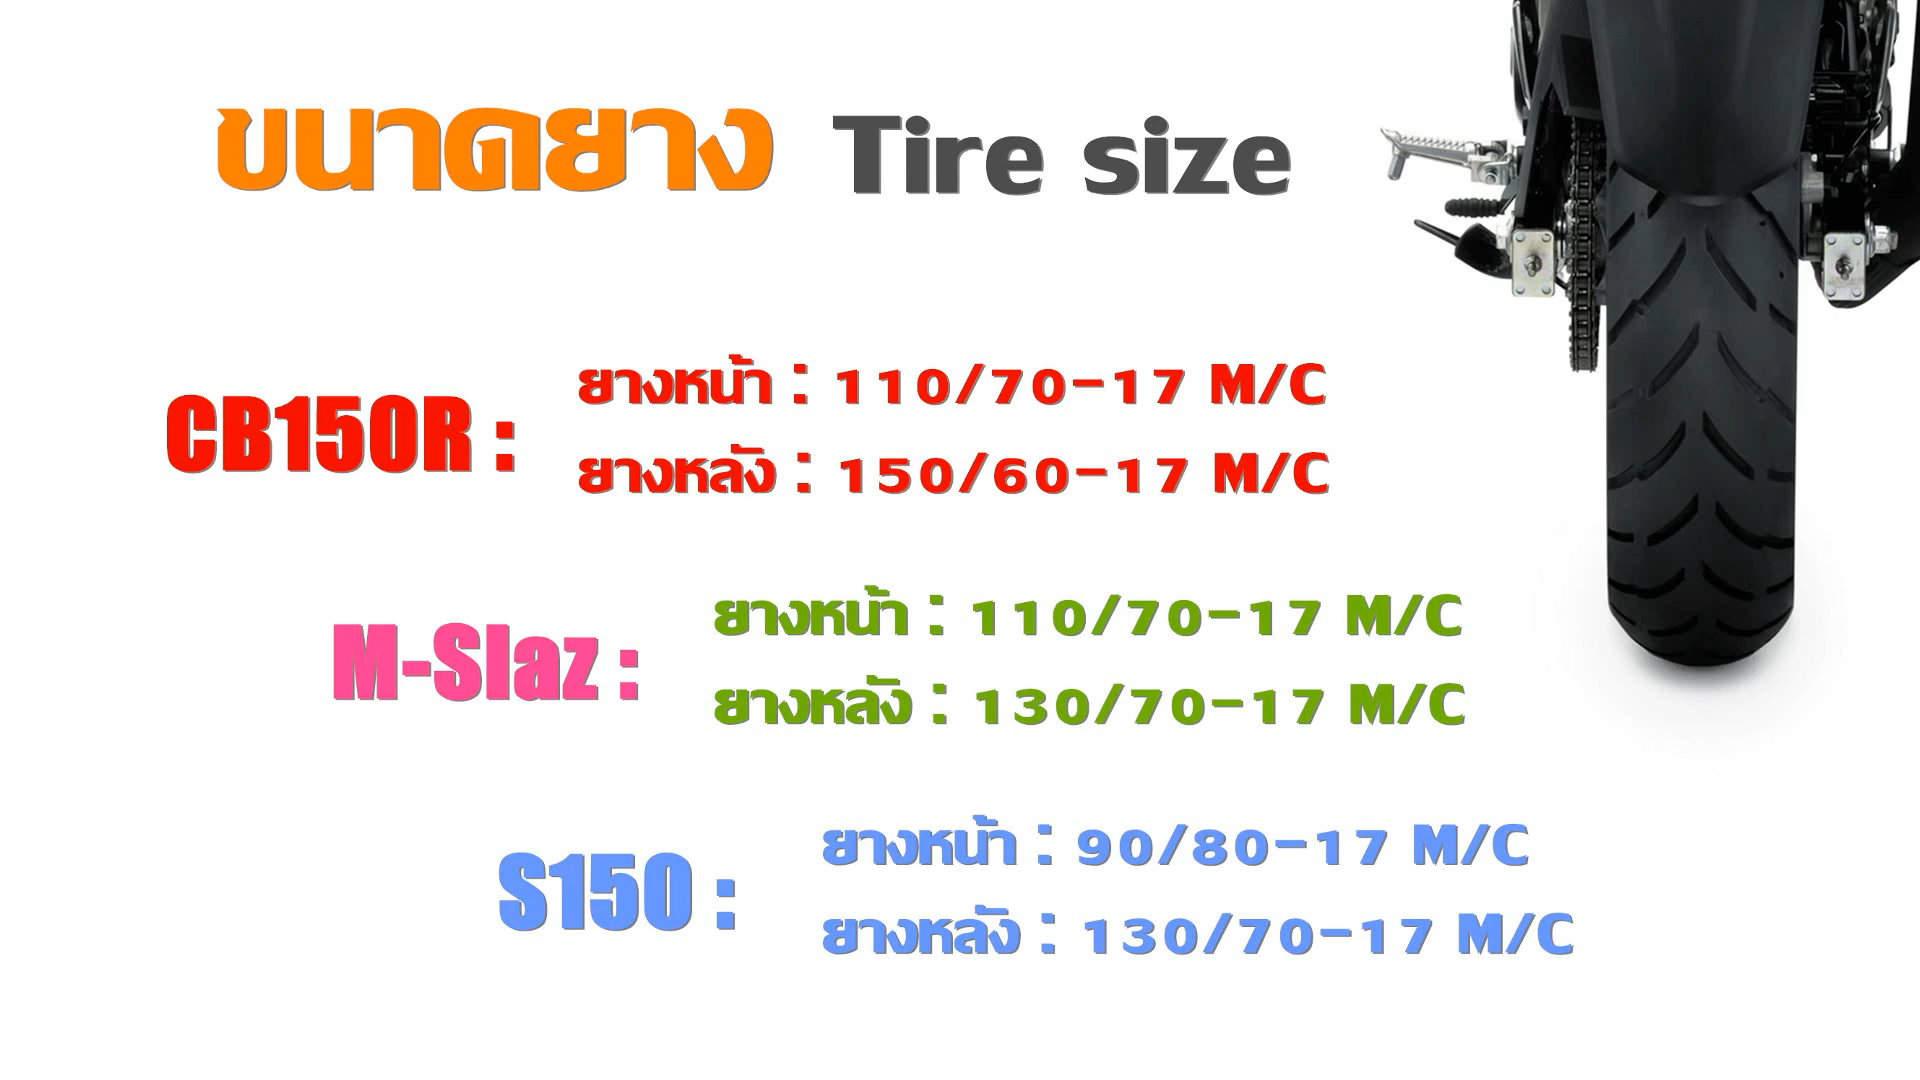 ขนาดยาง Tire size
CB150R :
ยางหน้า : 110/70-17 M/C
ยางหลัง : 150/60-17 M/C
M-Slaz :
ยางหน้า : 110/70-17 M/C
ยางหลัง : 130/70-17 M/C
S150 :
ยางหน้า : 90/80-17 M/C
ยางหลัง : 130/70-17 M/C